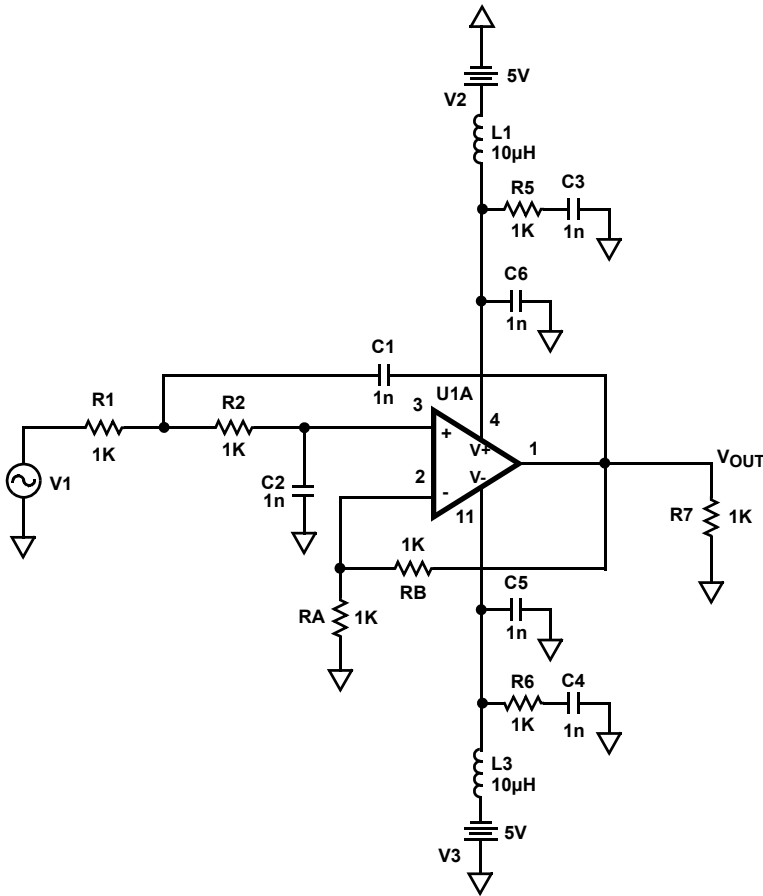 5V
V2
L1
10µH
R5
C3
1K
1n
C6
1n
C1
1n
U1A
R1
R2
3
4
1K
1K
+
V+
1
VOUT
V1
C2
1n
2
-
V-
11
R7
1K
1K
RB
C5
1n
RA
1K
R6
C4
1K
1n
L3
10µH
5V
V3